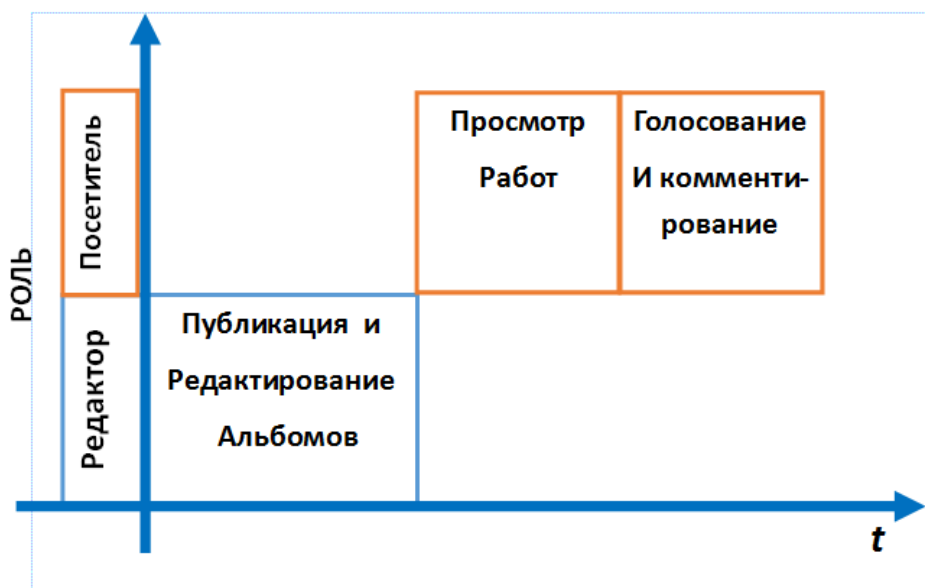 РОЛЬ
Посетитель
Редактор
Просмотр
Работ
Голосование
И комменти-
рование
Публикация и
Редактирование
Альбомов
t